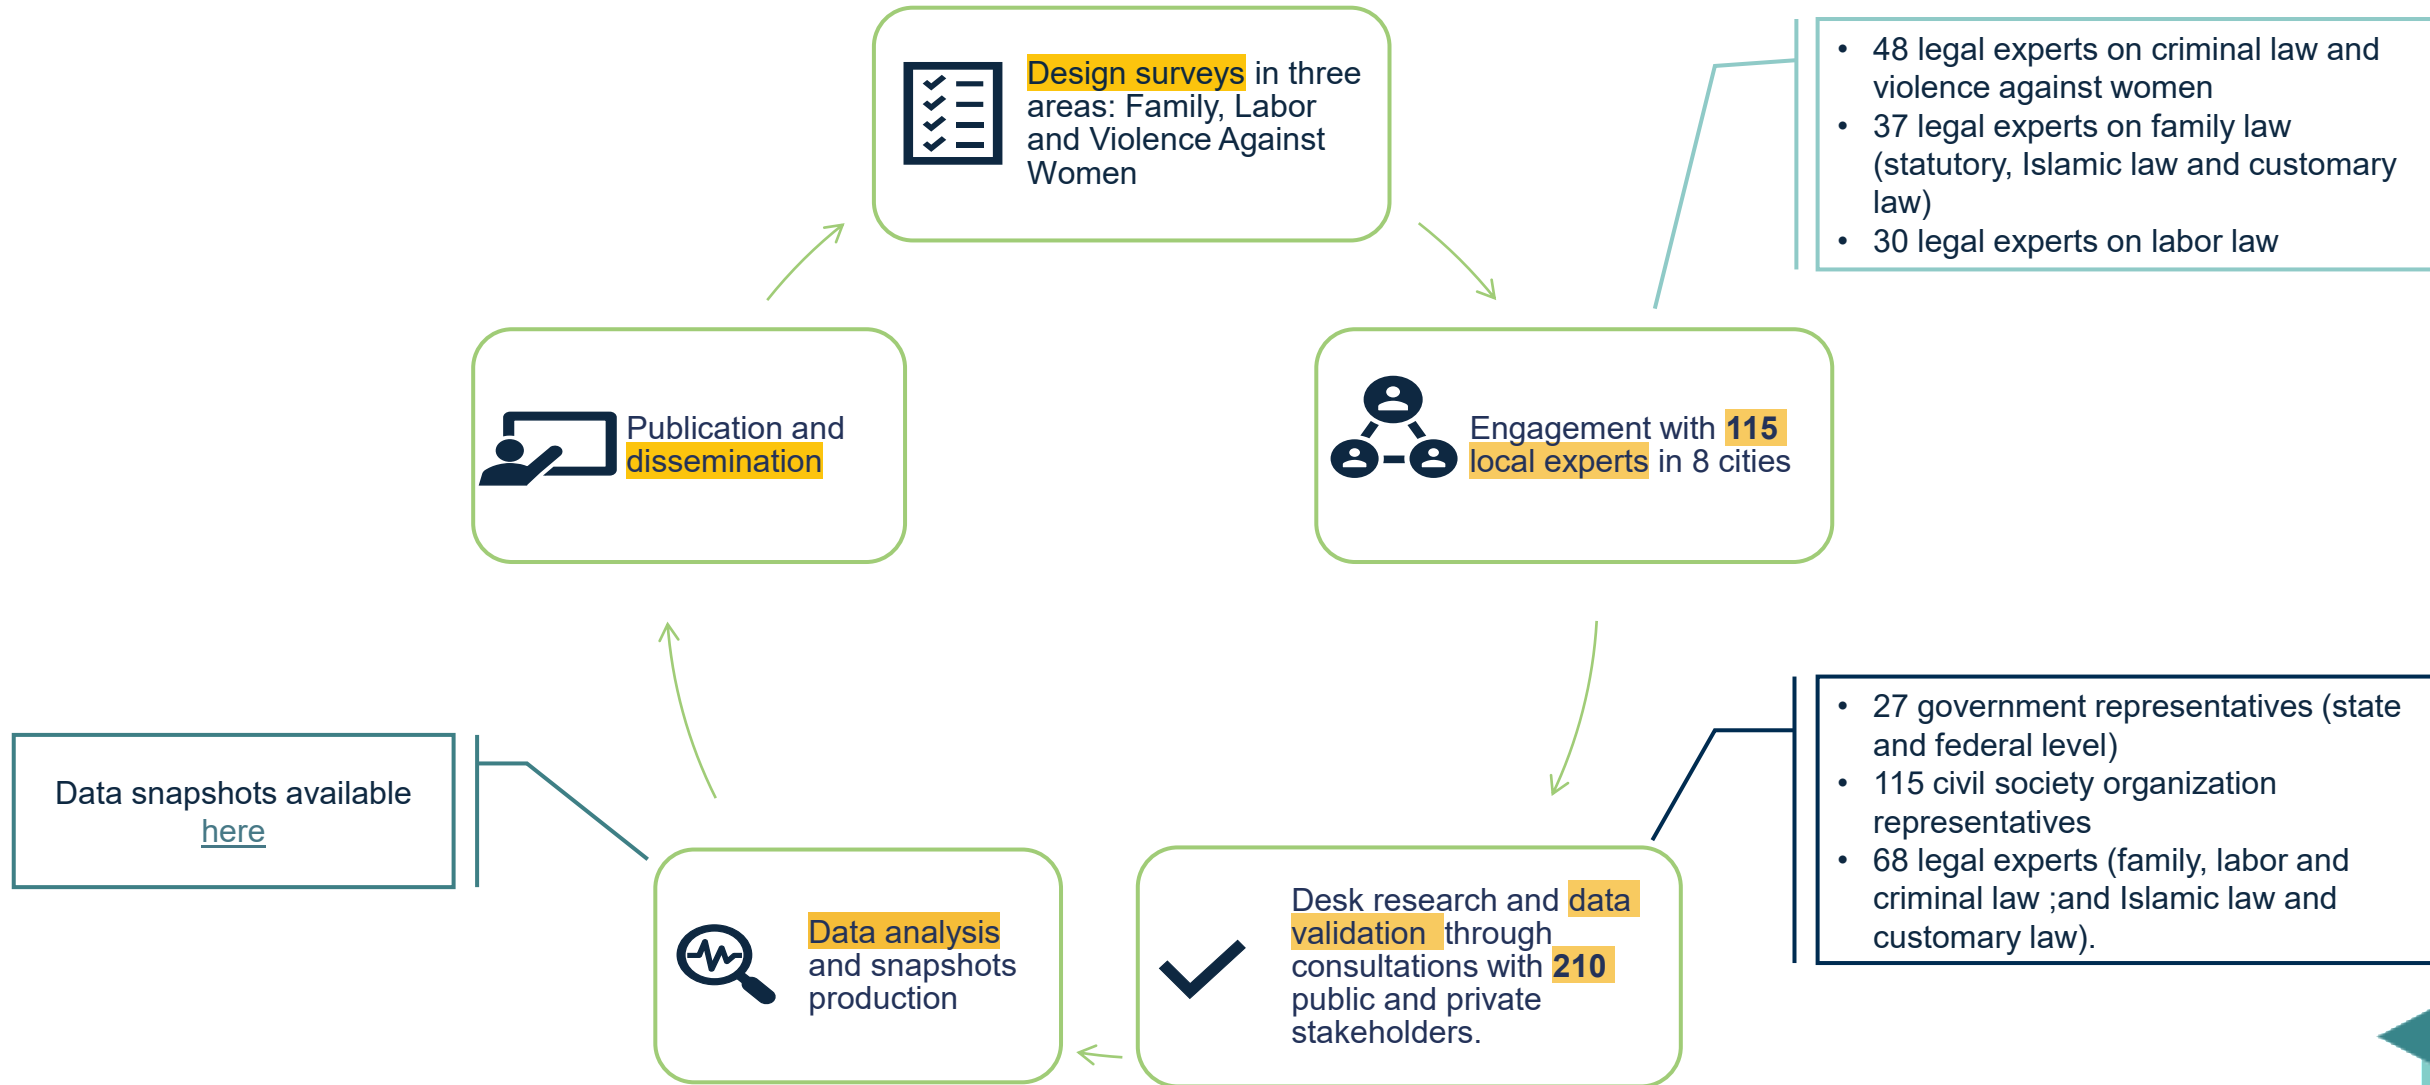 Design surveys in three
areas: Family, Labor
and Violence Against
Women
• 48 legal experts on criminal law and
violence against women
• 37 legal experts on family law
(statutory, Islamic law and customary
law)
• 30 legal experts on labor law
Publication and
dissemination
Engagement with 115
local experts in 8 cities
• 27 government representatives (state
and federal level)
• 115 civil society organization
representatives
• 68 legal experts (family, labor and
criminal law ;and Islamic law and
customary law).
Data snapshots available
here
Data analysis
and snapshots
production
Desk research and data
validation through
consultations with 210
public and private
stakeholders.